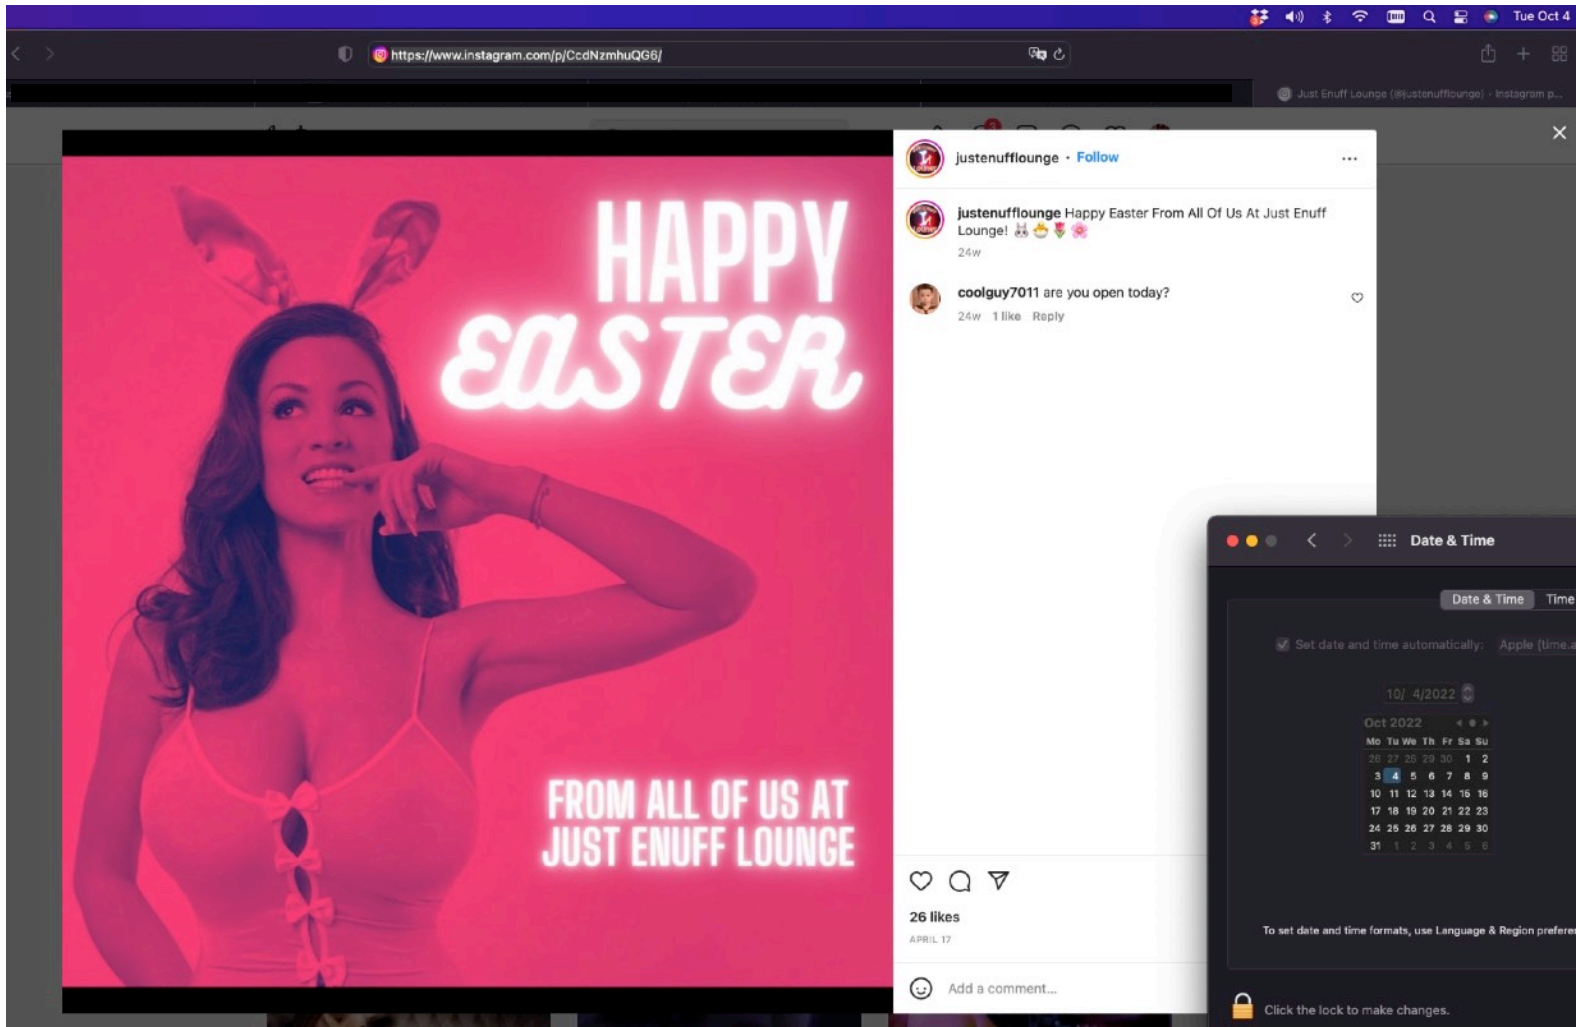 Tue Oct 4
https://www.instagram.com/p/CcdNzmhuQG6/
Just Enuff Lounge (@justenufflounge) • Instagram p...
3
HAPPY
EASTER
FROM ALL OF US AT
JUST ENUFF LOUNGE
justenufflounge • Follow
justenufflounge Happy Easter From All Of Us At Just Enuff
Lounge! 🐰🐣🌷🌸
24w
coolguy7011 are you open today?
24w 1 like Reply
26 likes
APRIL 17
Add a comment...
Date & Time
Date & Time Time
Set date and time automatically: Apple (time.a
10/ 4/2022
Oct 2022
Mo Tu We Th Fr Sa Su
26 27 28 29 30 1 2
3 4 5 6 7 8 9
10 11 12 13 14 15 16
17 18 19 20 21 22 23
24 25 26 27 28 29 30
31 1 2 3 4 5 6
To set date and time formats, use Language & Region preferen
Click the lock to make changes.